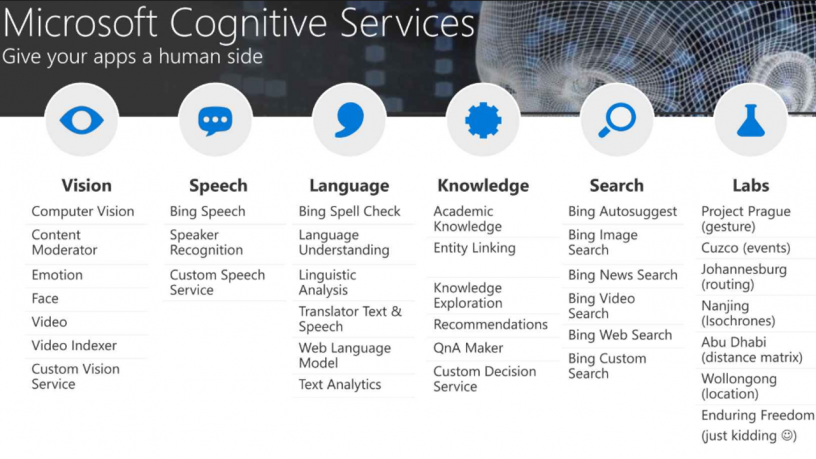 Microsoft Cognitive Services
Give your apps a human side
Vision
Computer Vision
Content
Moderator
Emotion
Face
Video
Video Indexer
Custom Vision
Service
Speech
Bing Speech
Speaker
Recognition
Custom Speech
Service
Language
Bing Spell Check
Language
Understanding
Linguistic
Analysis
Translator Text &
Speech
Web Language
Model
Text Analytics
Knowledge
Academic
Knowledge
Entity Linking
Knowledge
Exploration
Recommendations
QnA Maker
Custom Decision
Service
Search
Bing Autosuggest
Bing Image
Search
Bing News Search
Bing Video
Search
Bing Web Search
Bing Custom
Search
Labs
Project Prague
(gesture)
Cuzco (events)
Johannesburg
(routing)
Nanjing
(Isochrones)
Abu Dhabi
(distance matrix)
Wollongong
(location)
Enduring Freedom
(just kidding ☺)